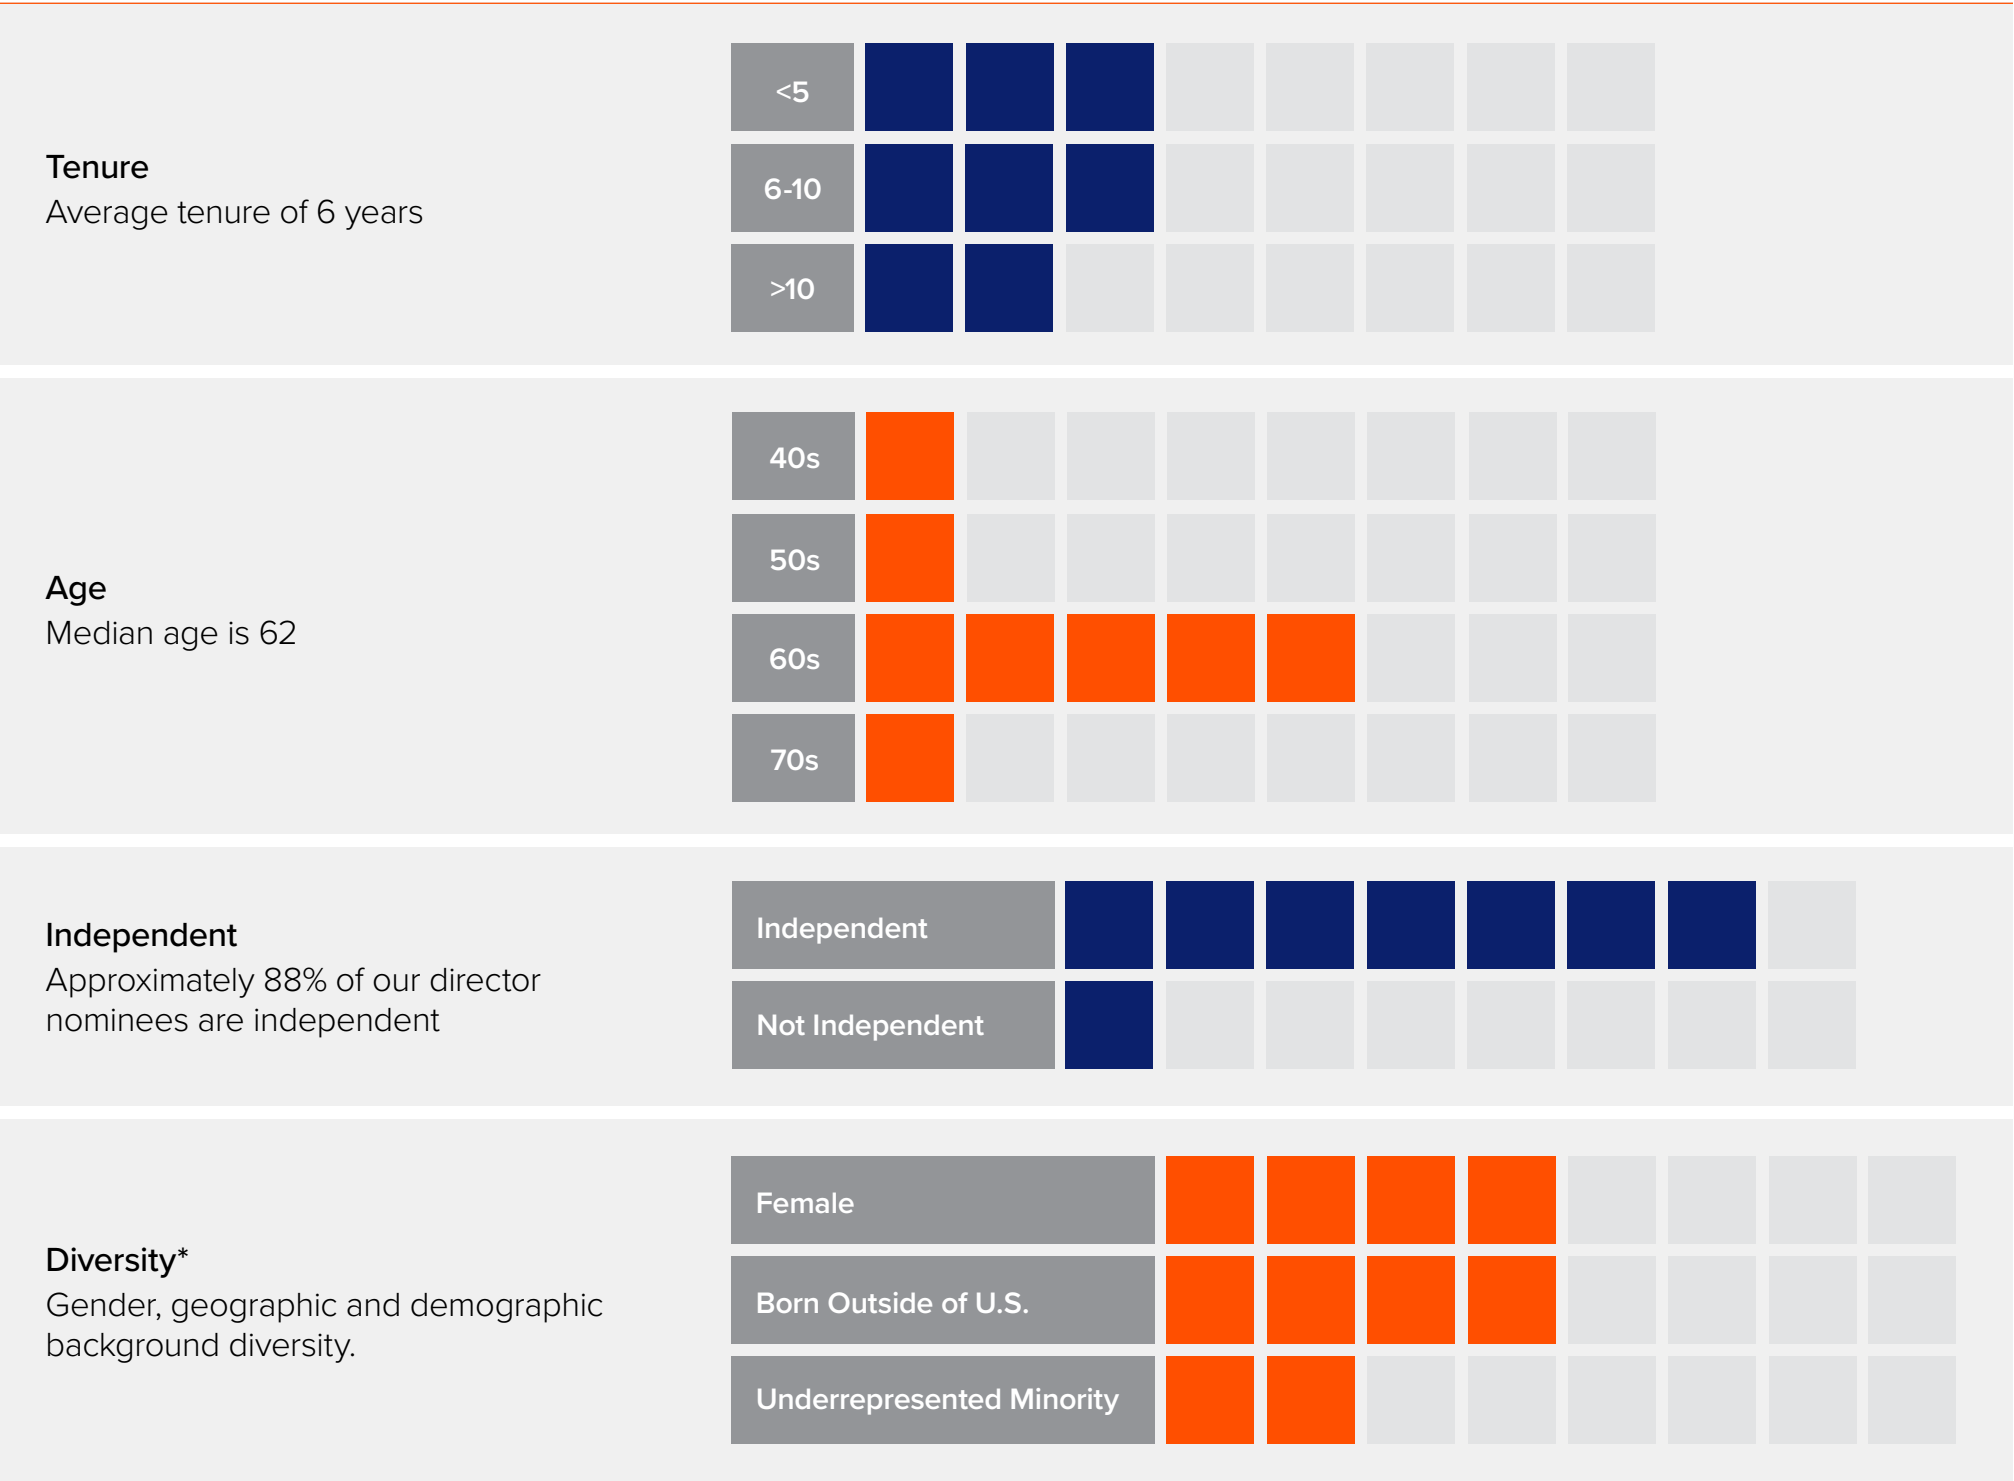 <5
Tenure
6-10
Average tenure of 6 years
>10
40s
50s
Age
Median age is 62
60s
70s
Independent
Independent
Approximately 88% of our director
nominees are independent
Not Independent
Female
Diversity*
Born Outside of U.S.
Gender, geographic and demographic
background diversity.
Underrepresented Minority